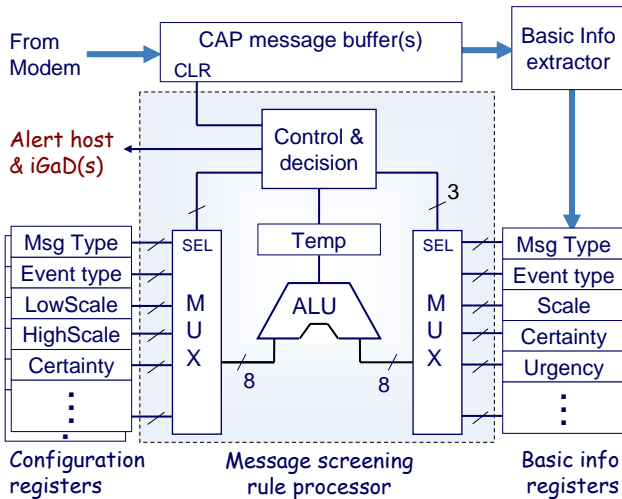 From
Modem
CAP message buffer(s)
CLR
Basic Info
extractor
Alert host
& iGaD(s)
Control &
decision
3
SEL
Temp
SEL
Msg Type
Event type
LowScale
HighScale
Certainty
M
U
X
ALU
M
U
X
8
8
Msg Type
Event type
Scale
Certainty
Urgency
Configuration
registers
Message screening
rule processor
Basic info
registers